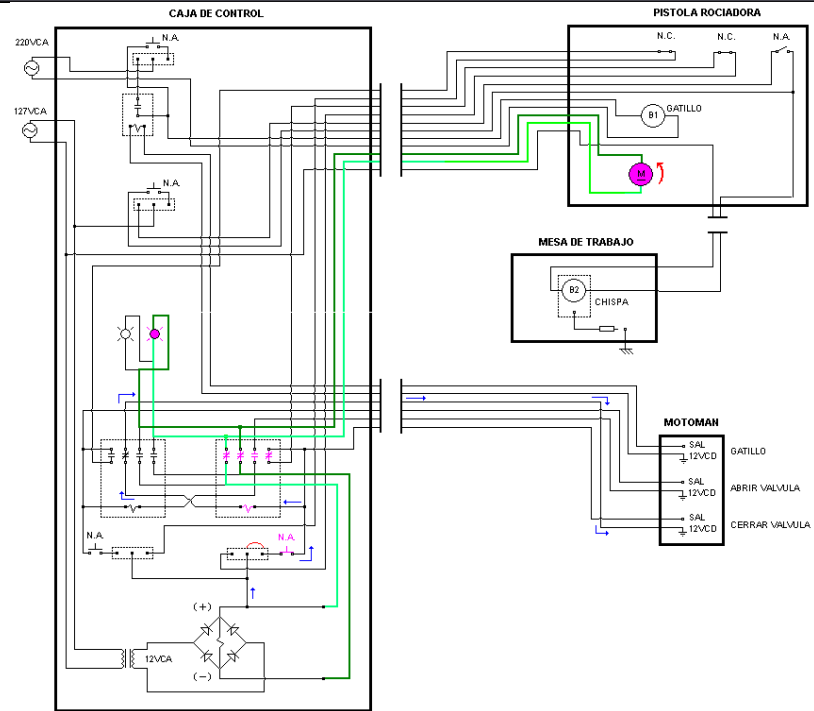 CAJA DE CONTROL
PISTOLA ROCIADORA
220VCA
N.A.
N.C.
N.C.
N.A.
127VCA
B1
GATILLO
M
N.A.
MESA DE TRABAJO
B2
CHISPA
MOTOMAN
SAL
12VCD
GATILLO
SAL
12VCD
ABRIR VALVULA
SAL
12VCD
CERRAR VALVULA
N.A.
N.A.
(+)
12VCA
(-)